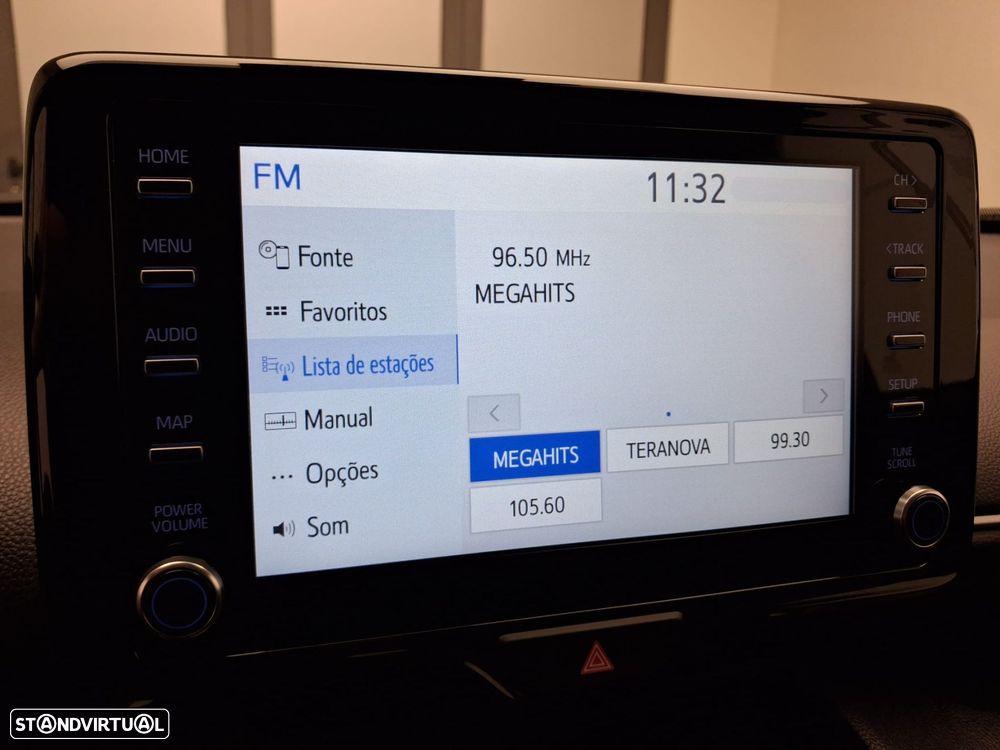 HOME
MENU
AUDIO
MAP
POWER
VOLUME
FM
11:32
Fonte
Favoritos
Lista de estações
Manual
Opções
Som
96.50 MHz
MEGAHITS
<
>
MEGAHITS
TERANOVA
99.30
105.60
CH >
< TRACK
PHONE
SETUP
TUNE
SCROLL
STANDVIRTUAL